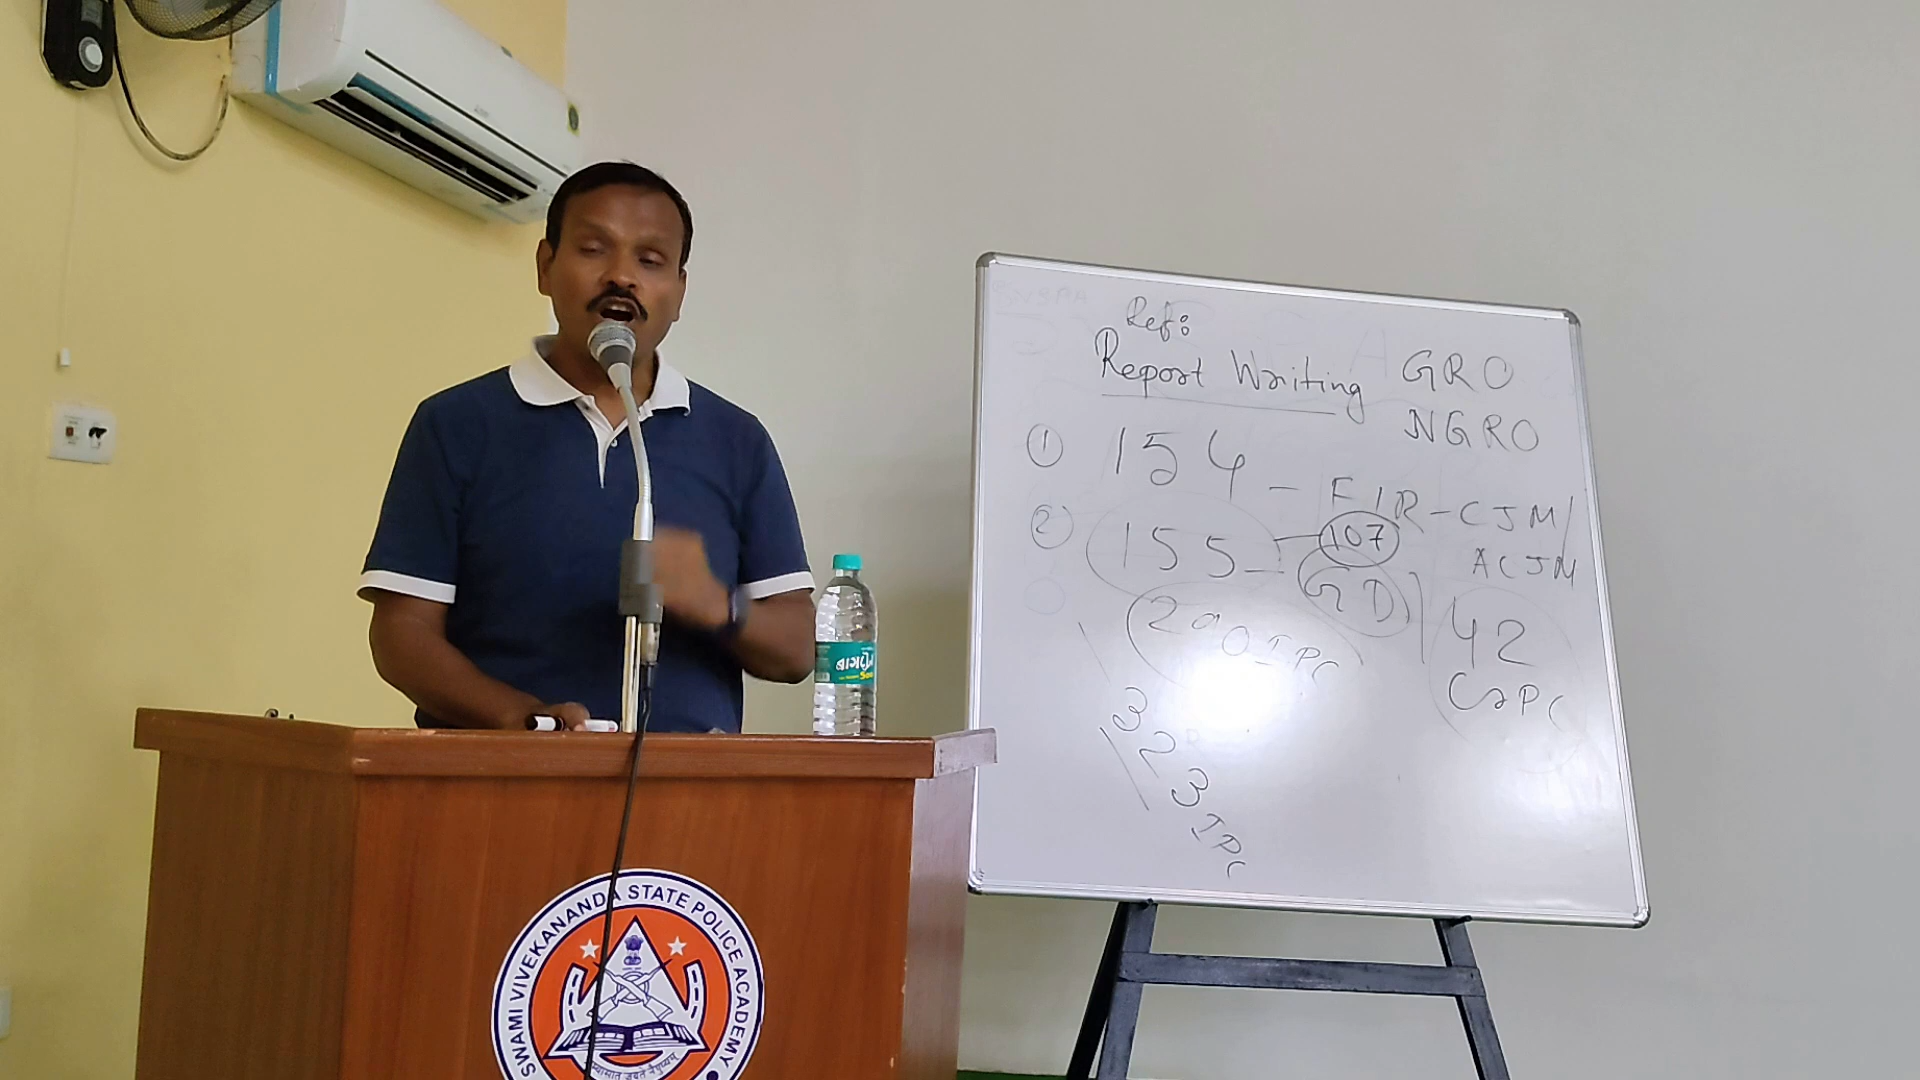 Ref:
Report Writing
GRO
NGRO
① 154 - FIR - CJM/
ACJM
② 155 - 107
GD
290 IPC
42
CrPC
323 IPC
SWAMI VIVEKANANDA STATE POLICE ACADEMY